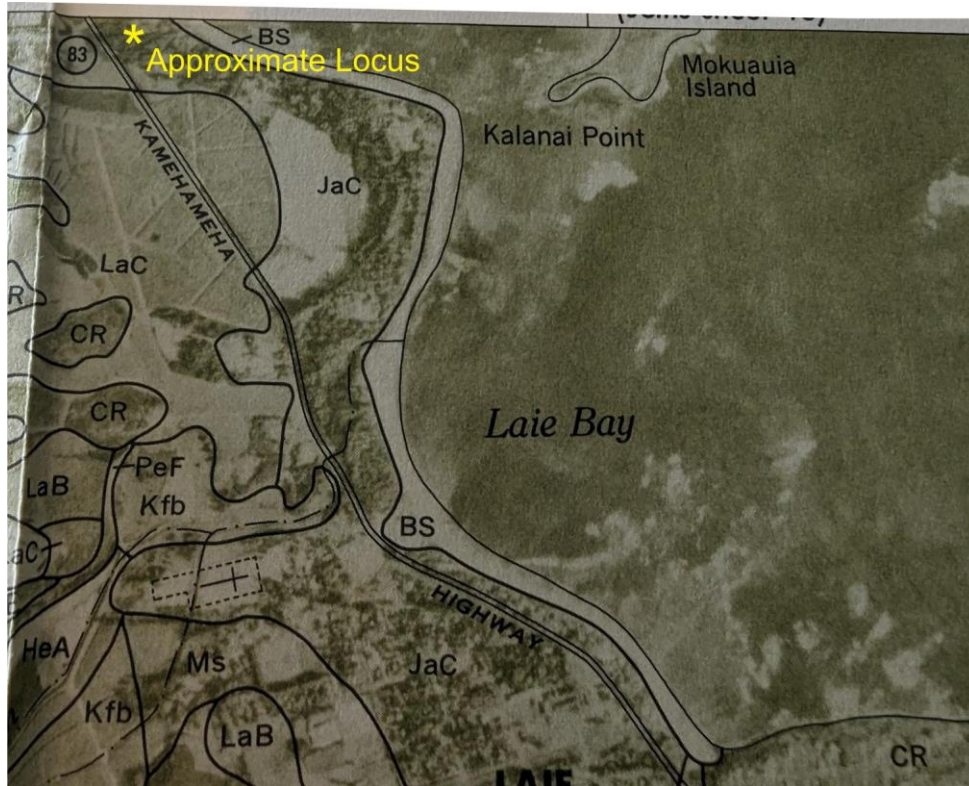 (Joins sheet
83
*
Approximate Locus
BS
Mokuauia
Island
Kalanai Point
KAMEHAMEHA
JaC
LaC
R
CR
CR
Laie Bay
PeF
LaB
Kfb
BS
aC
HIGHWAY
HeA
Ms
JaC
Kfb
LaB
CR
LAIE